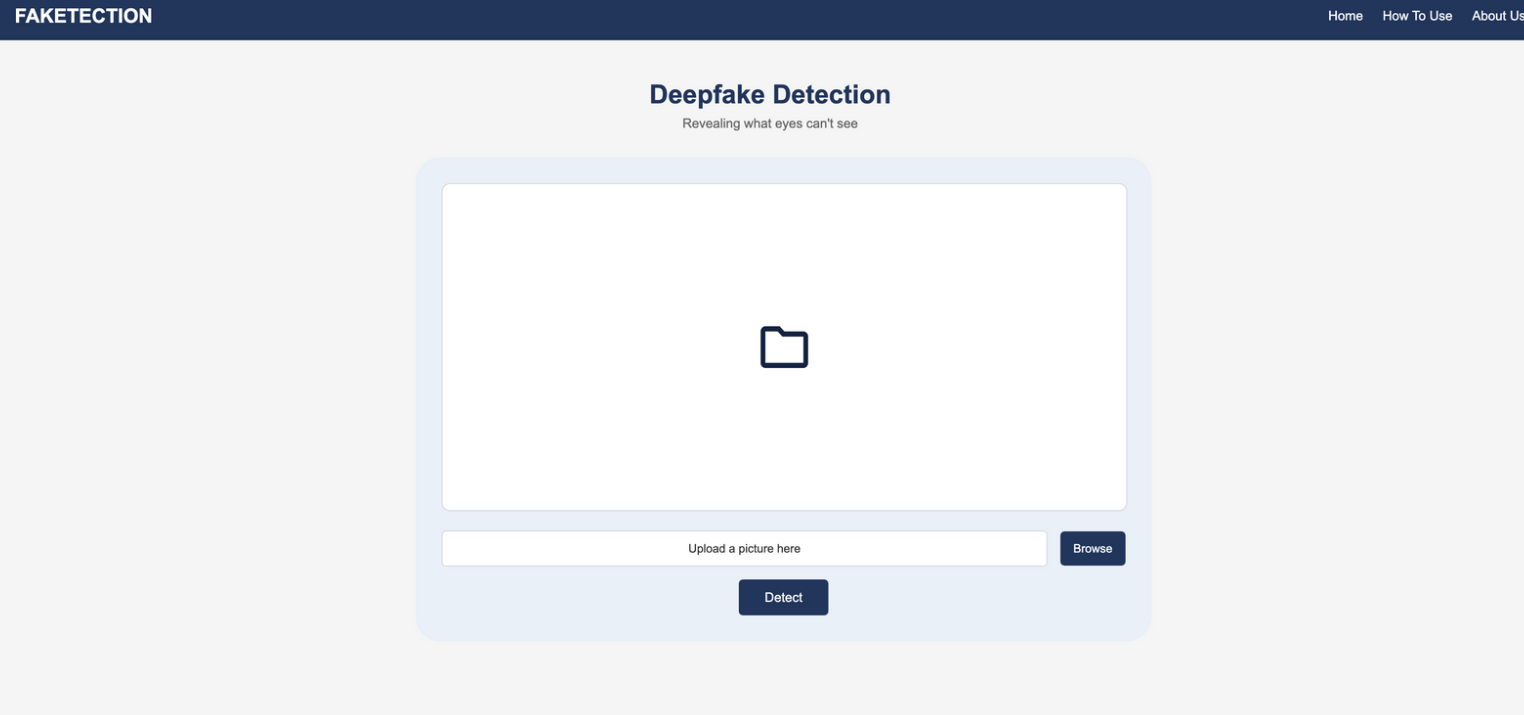 FAKETECTION
Home How To Use About Us
Deepfake Detection
Revealing what eyes can't see
Upload a picture here
Browse
Detect